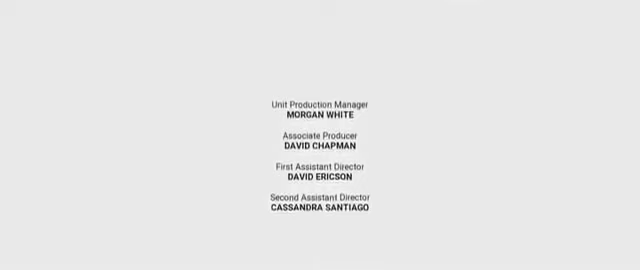 Unit Production Manager
MORGAN WHITE
Associate Producer
DAVID CHAPMAN
First Assistant Director
DAVID ERICSON
Second Assistant Director
CASSANDRA SANTIAGO